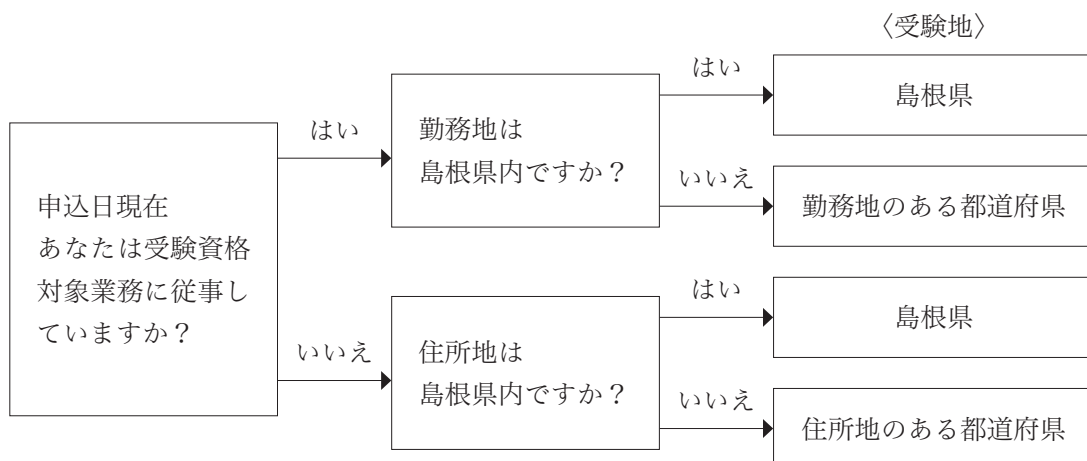 〈受験地〉
申込日現在
あなたは受験資格
対象業務に従事し
ていますか？
はい
勤務地は
島根県内ですか？
はい
島根県
いいえ
勤務地のある都道府県
いいえ
住所地は
島根県内ですか？
はい
島根県
いいえ
住所地のある都道府県